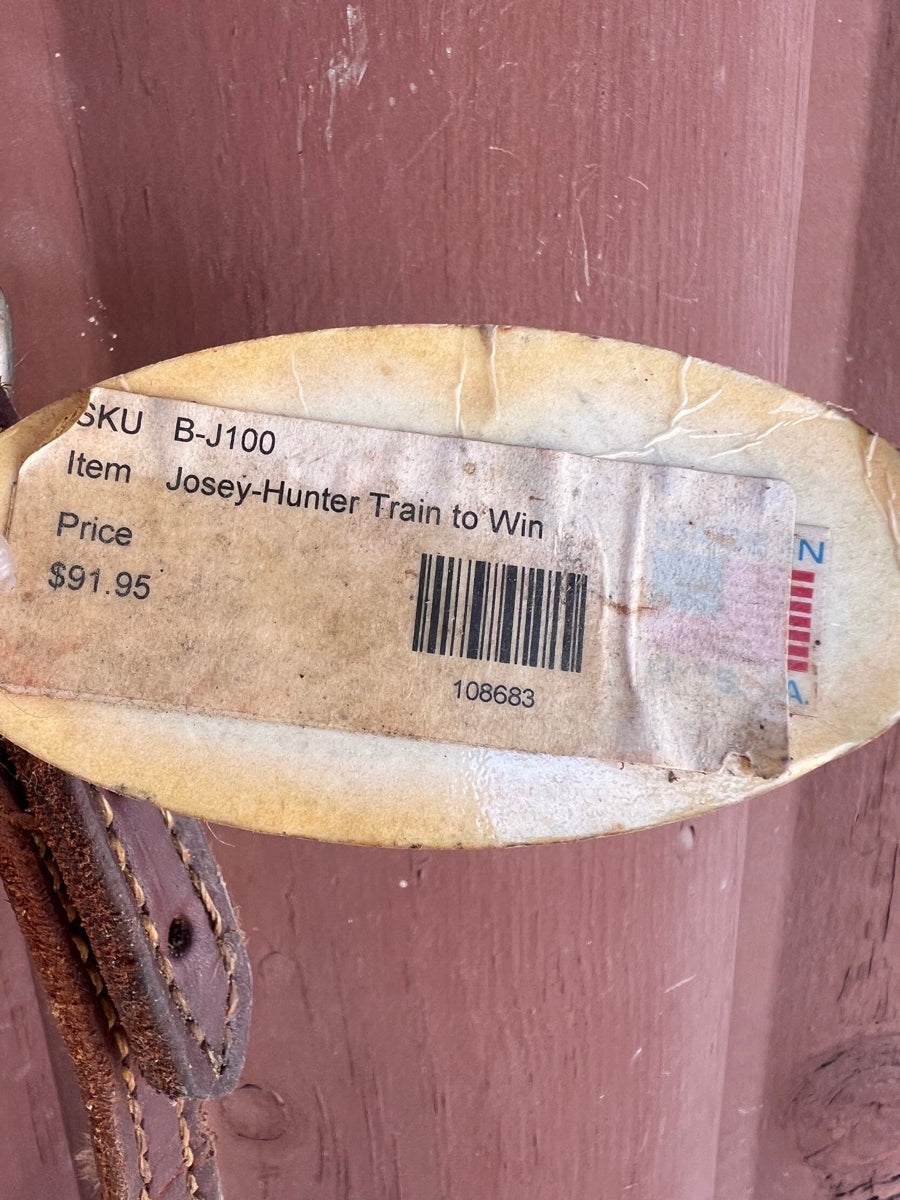 SKU B-J100
Item Josey-Hunter Train to Win
Price
$91.95
108683
N
A.